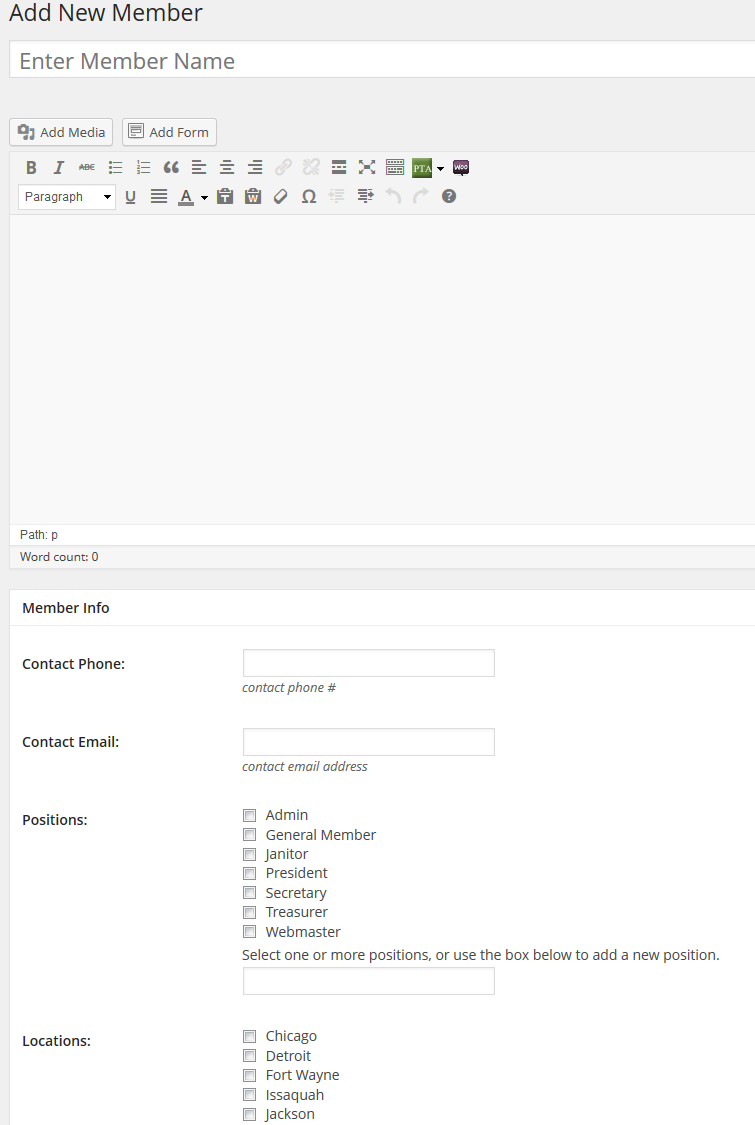 Add New Member
Enter Member Name
Add Media Add Form
B I ABC PTA WOO
Paragraph U A T W Ω ?
Path: p
Word count: 0
Member Info
Contact Phone:
contact phone #
Contact Email:
contact email address
Positions: Admin
General Member
Janitor
President
Secretary
Treasurer
Webmaster
Select one or more positions, or use the box below to add a new position.
Locations: Chicago
Detroit
Fort Wayne
Issaquah
Jackson